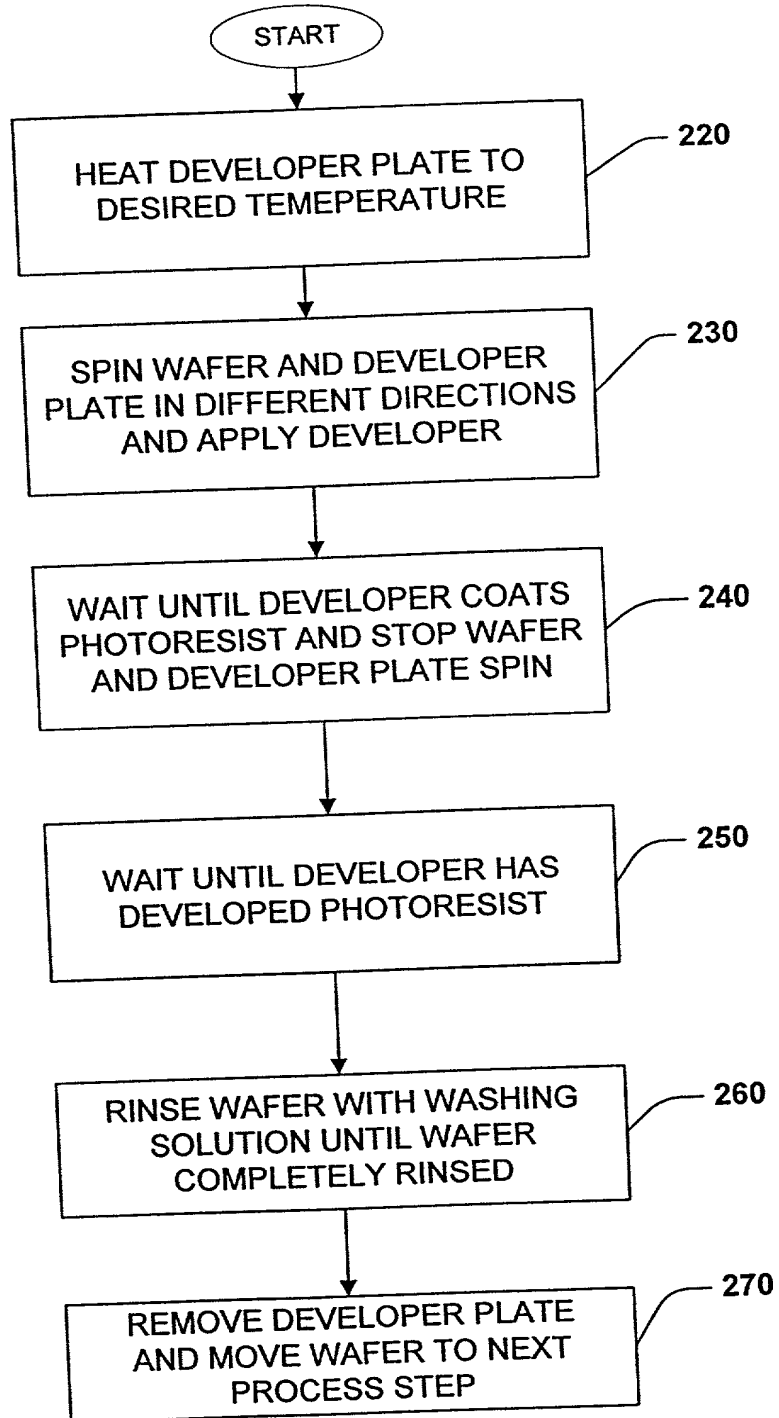 START
HEAT DEVELOPER PLATE TO
DESIRED TEMEPERATURE
220
SPIN WAFER AND DEVELOPER
PLATE IN DIFFERENT DIRECTIONS
AND APPLY DEVELOPER
230
WAIT UNTIL DEVELOPER COATS
PHOTORESIST AND STOP WAFER
AND DEVELOPER PLATE SPIN
240
WAIT UNTIL DEVELOPER HAS
DEVELOPED PHOTORESIST
250
RINSE WAFER WITH WASHING
SOLUTION UNTIL WAFER
COMPLETELY RINSED
260
REMOVE DEVELOPER PLATE
AND MOVE WAFER TO NEXT
PROCESS STEP
270